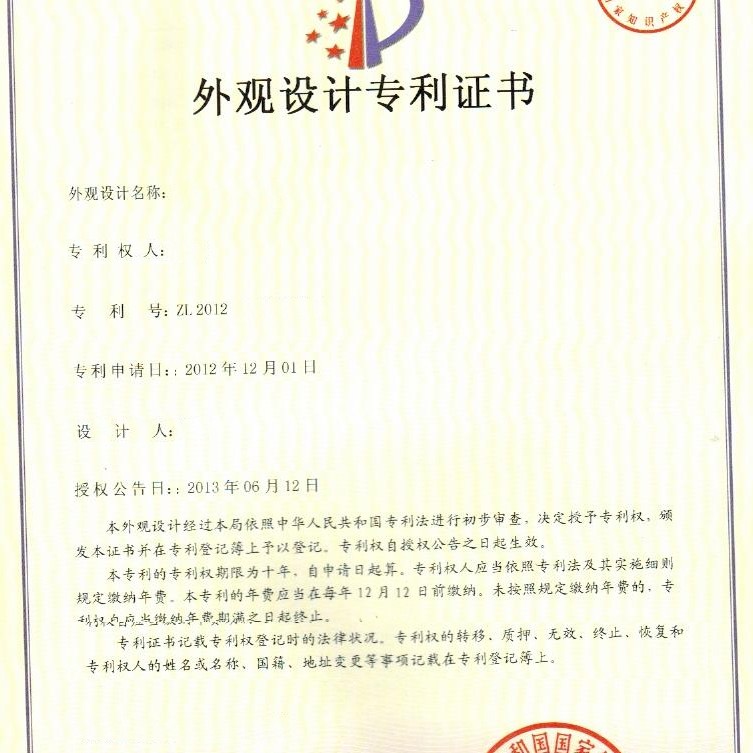 家知识产权
外观设计专利证书
外观设计名称:
专利权人:
专利号: ZL 2012
专利申请日:: 2012 年 12 月 01 日
设计人:
授权公告日:: 2013 年 06 月 12 日
本外观设计经过本局依照中华人民共和国专利法进行初步审查，决定授予专利权，颁
发本证书并在专利登记簿上予以登记。专利权自授权公告之日起生效。
本专利的专利权期限为十年，自申请日起算。专利权人应当依照专利法及其实施细则
规定缴纳年费。本专利的年费应当在每年 12 月 12 日前缴纳。未按照规定缴纳年费的，专
利权自应当缴纳年费期满之日起终止。
专利证书记载专利权登记时的法律状况。专利权的转移、质押、无效、终止、恢复和
专利权人的姓名或名称、国籍、地址变更等事项记载在专利登记簿上。
和国国家